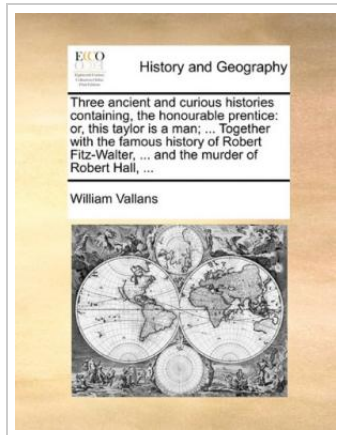 ECCO
History and Geography
Three ancient and curious histories
containing, the honourable prentice:
or, this taylor is a man; ... Together
with the famous history of Robert
Fitz-Walter, ... and the murder of
Robert Hall, ...
William Vallans